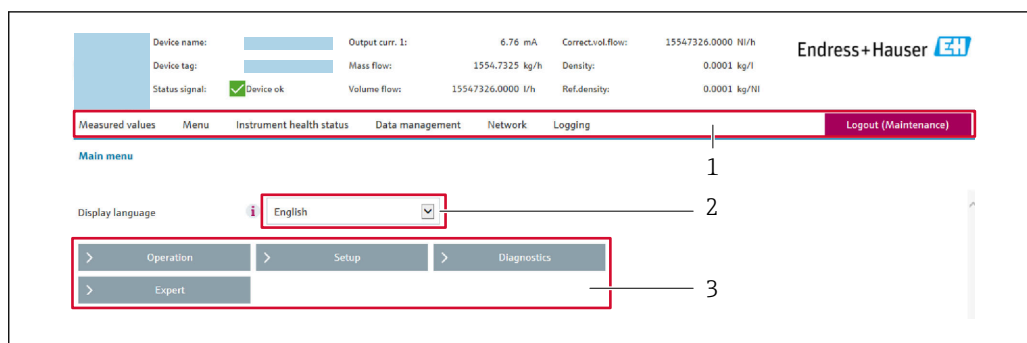 Device name: Output curr. 1: 6.76 mA Correct.vol.flow: 15547326.0000 Nl/h
Endress+Hauser EH
Device tag: Mass flow: 1554.7325 kg/h Density: 0.0001 kg/l
Status signal: Device ok Volume flow: 15547326.0000 l/h Ref.density: 0.0001 kg/Nl
Measured values Menu Instrument health status Data management Network Logging Logout (Maintenance)
1
Main menu
Display language i English 2
> Operation > Setup > Diagnostics
> Expert 3